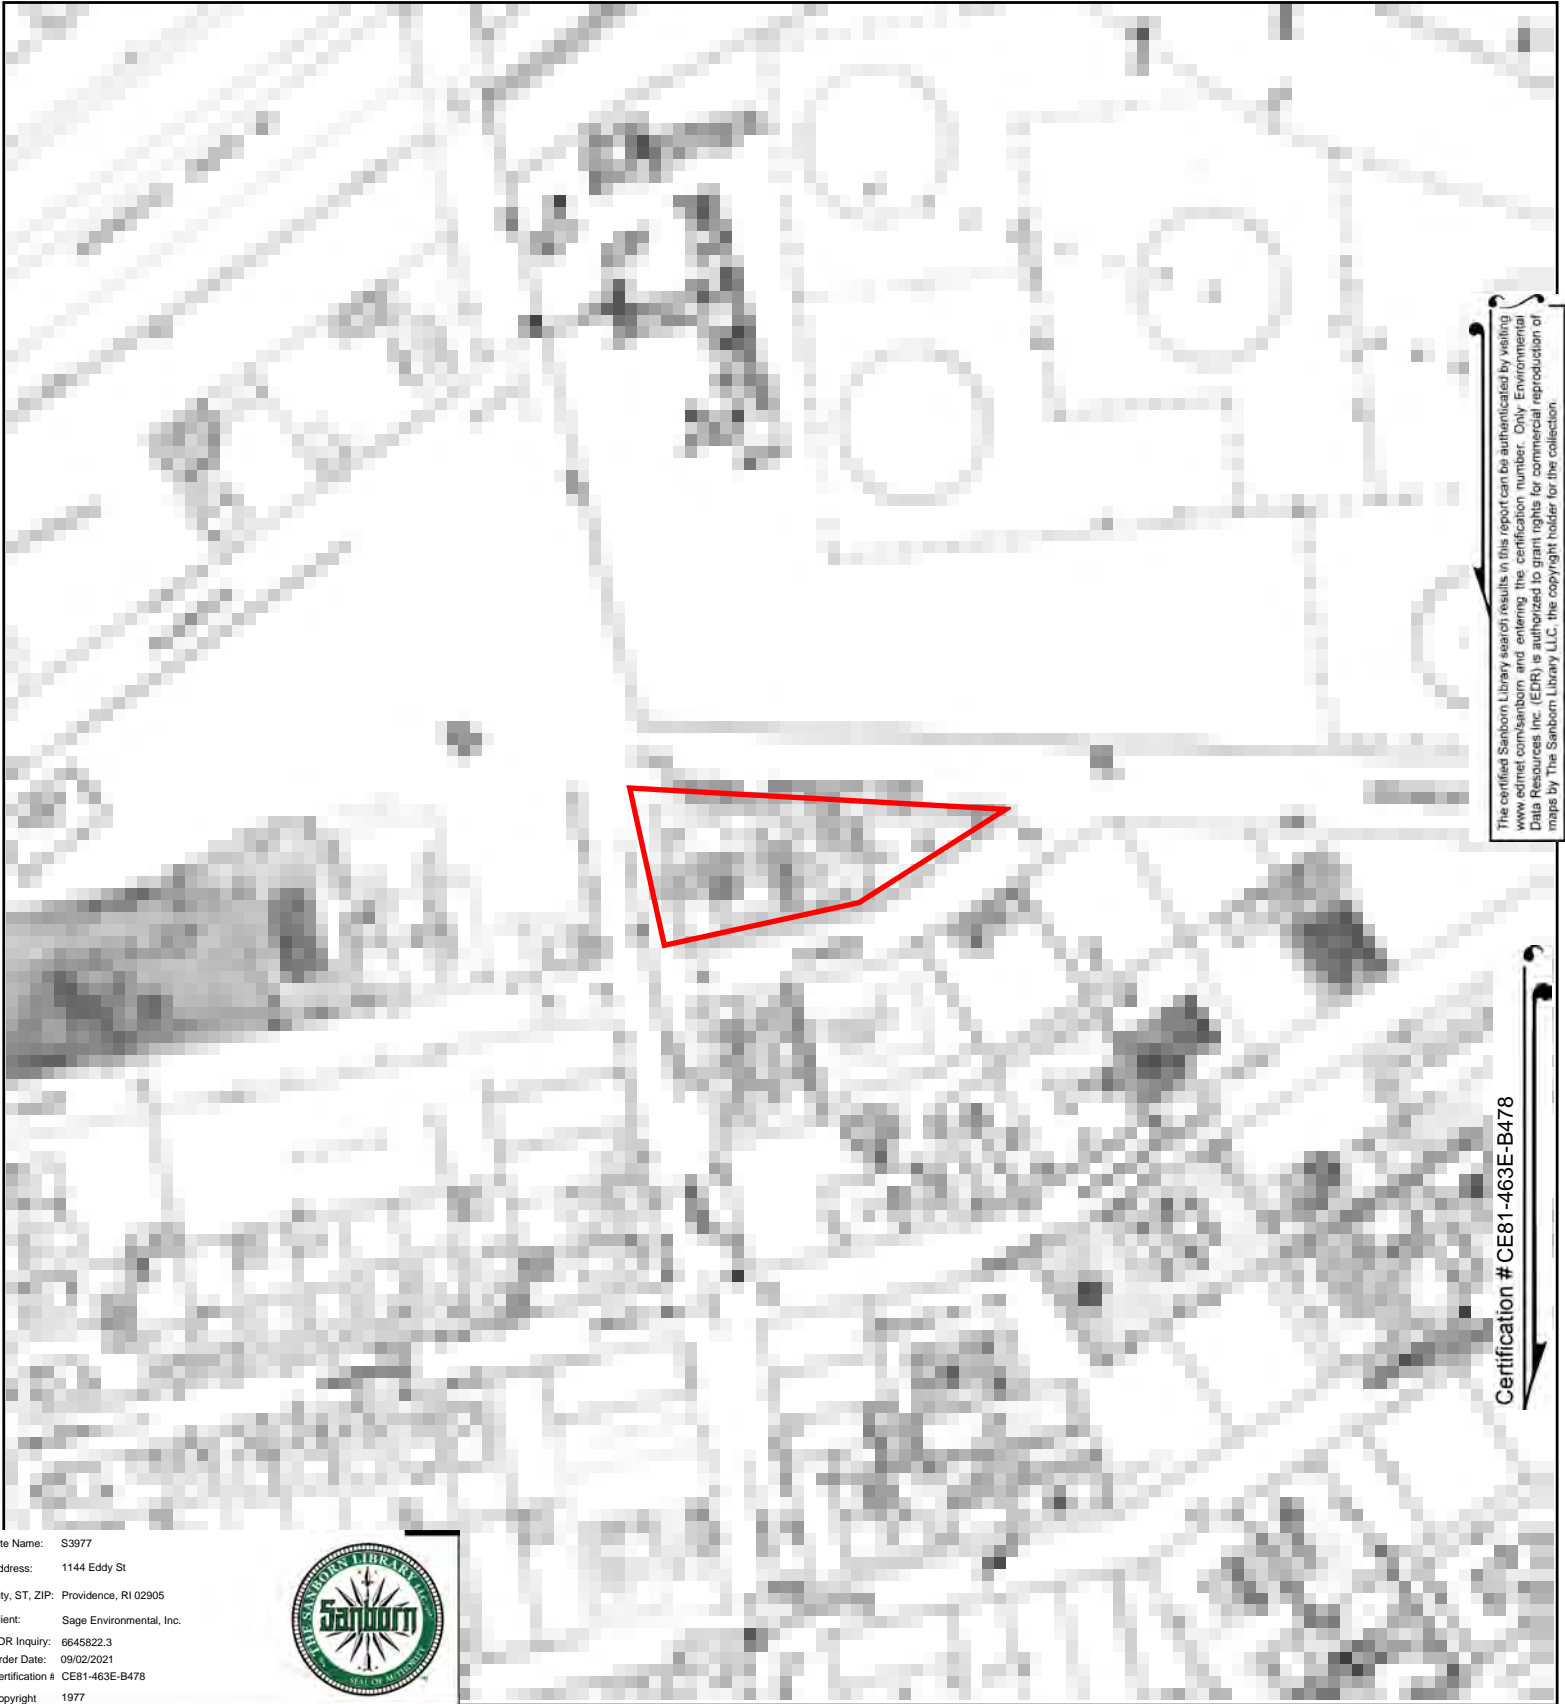 The certified Sanborn Library search results in this report can be authenticated by visiting
www.edrnet.com/sanborn and entering the certification number. Only Environmental
Data Resources Inc. (EDR) is authorized to grant rights for commercial reproduction of
maps by The Sanborn Library LLC, the copyright holder for the collection.
Certification # CE81-463E-B478
te Name: S3977
ddress: 1144 Eddy St
ty, ST, ZIP: Providence, RI 02905
ient: Sage Environmental, Inc.
DR Inquiry: 6645822.3
rder Date: 09/02/2021
ertification # CE81-463E-B478
opyright 1977
THE SANBORN LIBRARY LLC
Sanborn
SEAL OF AUTHORITY